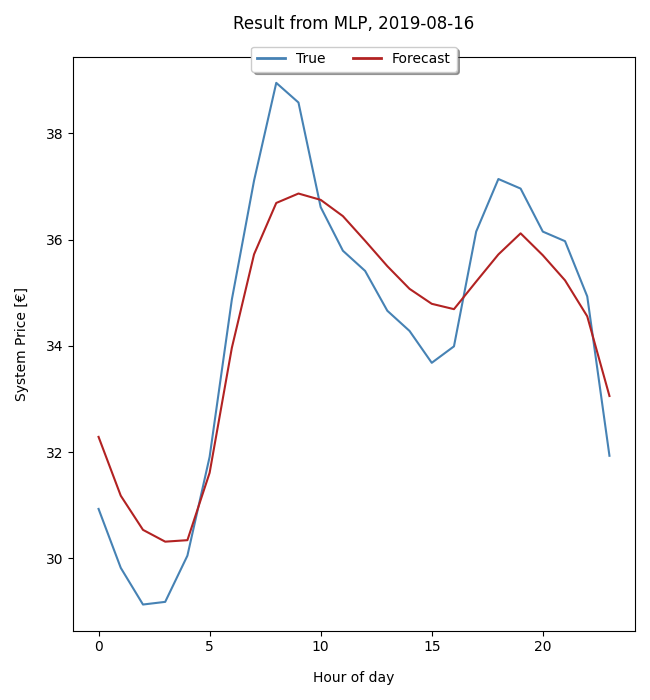 Result from MLP, 2019-08-16
True Forecast
38
36
34
32
30
System Price [€]
0 5 10 15 20
Hour of day